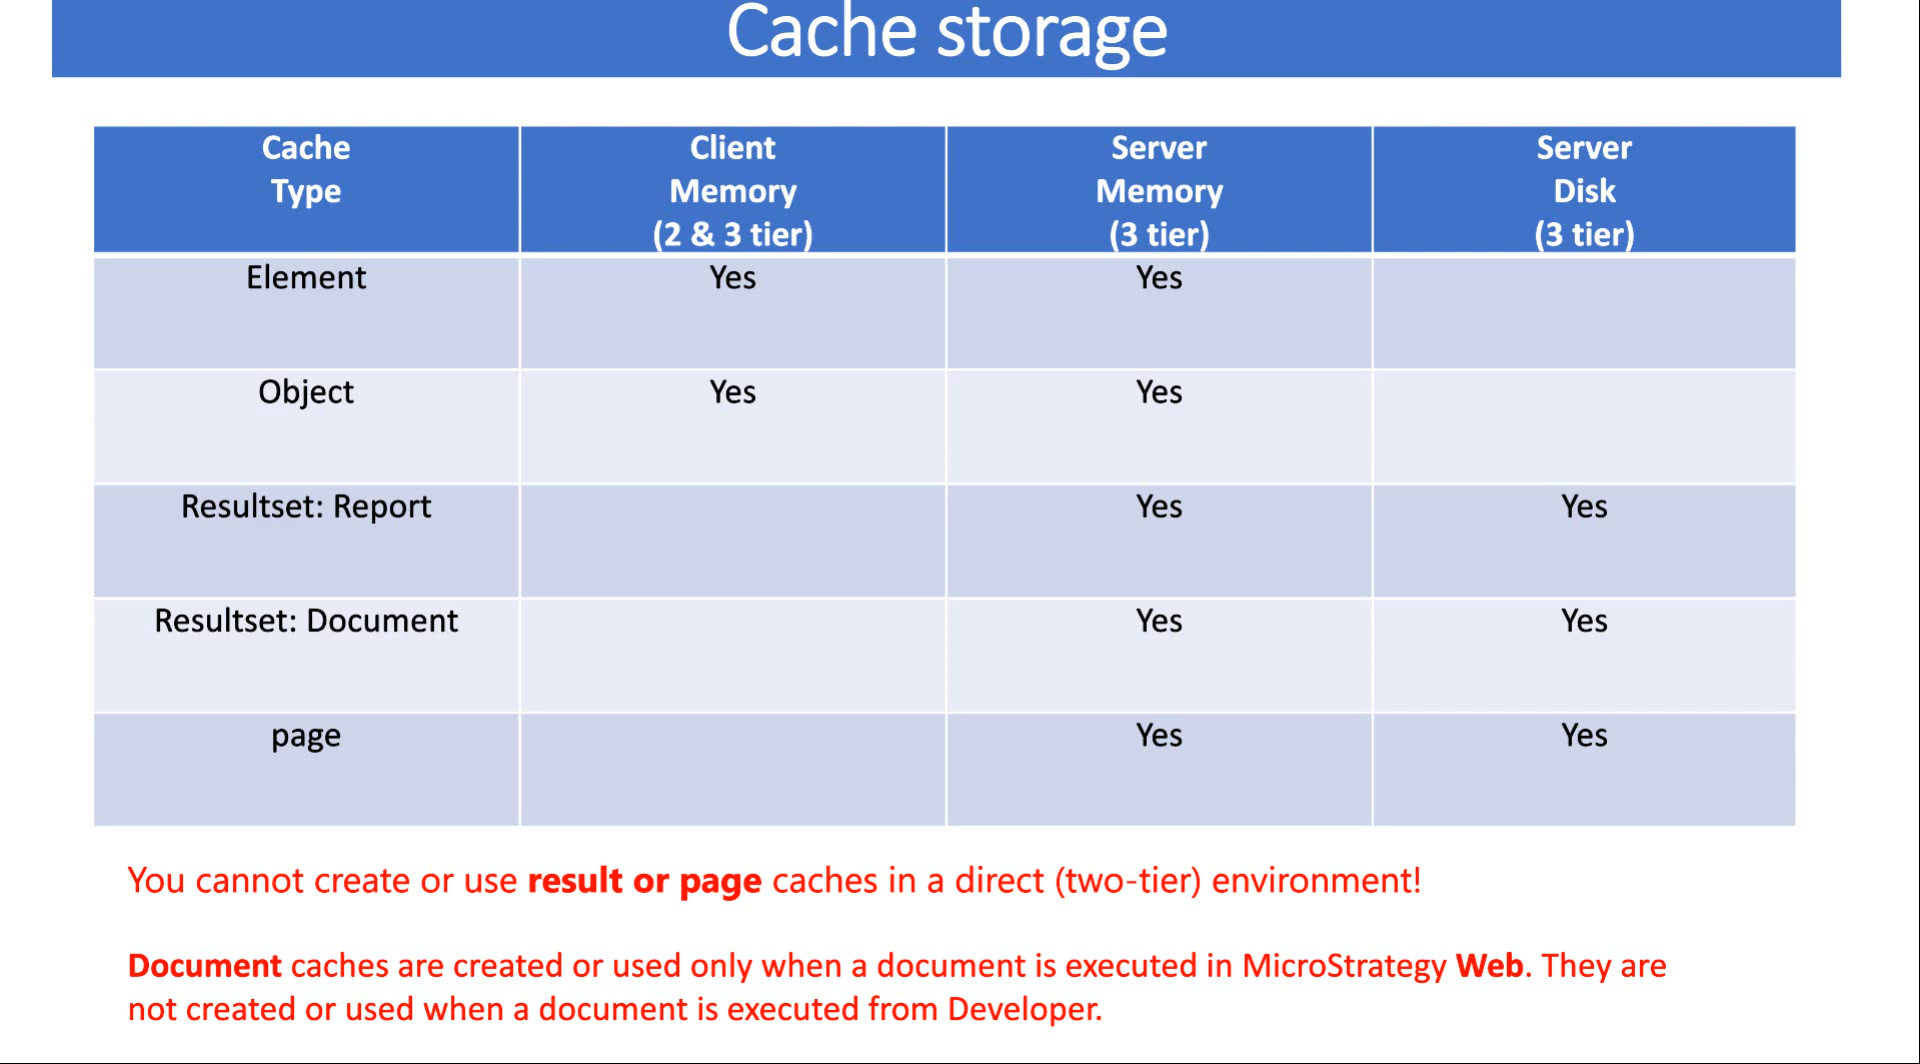 Cache storage
Cache Type
Client Memory (2 & 3 tier)
Server Memory (3 tier)
Server Disk (3 tier)
Element Yes Yes
Object Yes Yes
Resultset: Report Yes Yes
Resultset: Document Yes Yes
page Yes Yes
You cannot create or use result or page caches in a direct (two-tier) environment!
Document caches are created or used only when a document is executed in MicroStrategy Web. They are
not created or used when a document is executed from Developer.